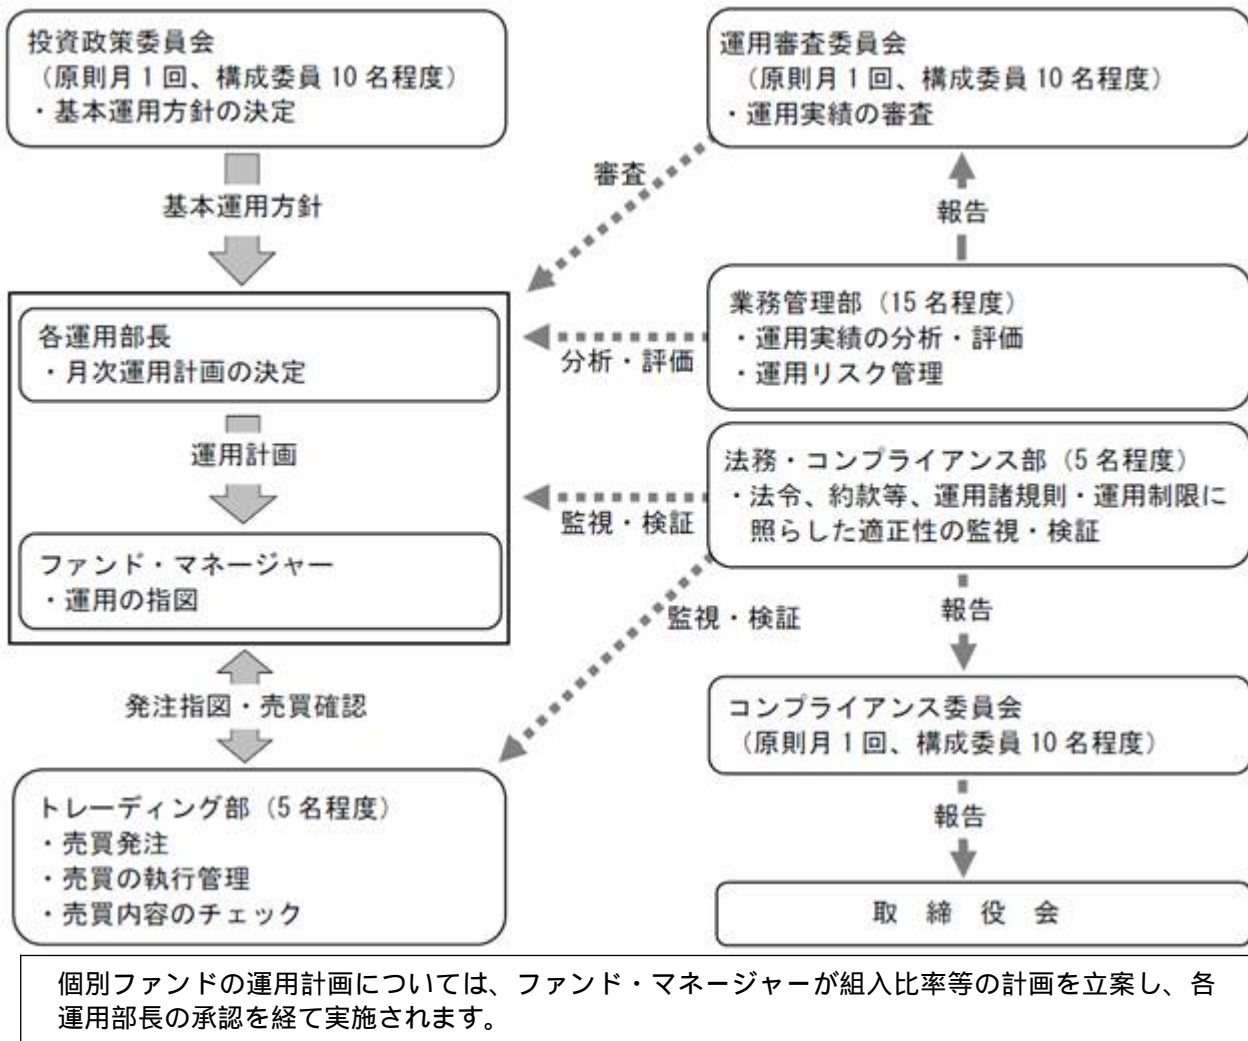 投資政策委員会
（原則月1回、構成委員10名程度）
・基本運用方針の決定
基本運用方針
各運用部長
・月次運用計画の決定
運用計画
ファンド・マネージャー
・運用の指図
発注指図・売買確認
トレーディング部（5名程度）
・売買発注
・売買の執行管理
・売買内容のチェック
運用審査委員会
（原則月1回、構成委員10名程度）
・運用実績の審査
審査
報告
業務管理部（15名程度）
・運用実績の分析・評価
・運用リスク管理
分析・評価
法務・コンプライアンス部（5名程度）
・法令、約款等、運用諸規則・運用制限に
照らした適正性の監視・検証
監視・検証
監視・検証
報告
コンプライアンス委員会
（原則月1回、構成委員10名程度）
報告
取締役会
個別ファンドの運用計画については、ファンド・マネージャーが組入比率等の計画を立案し、各
運用部長の承認を経て実施されます。